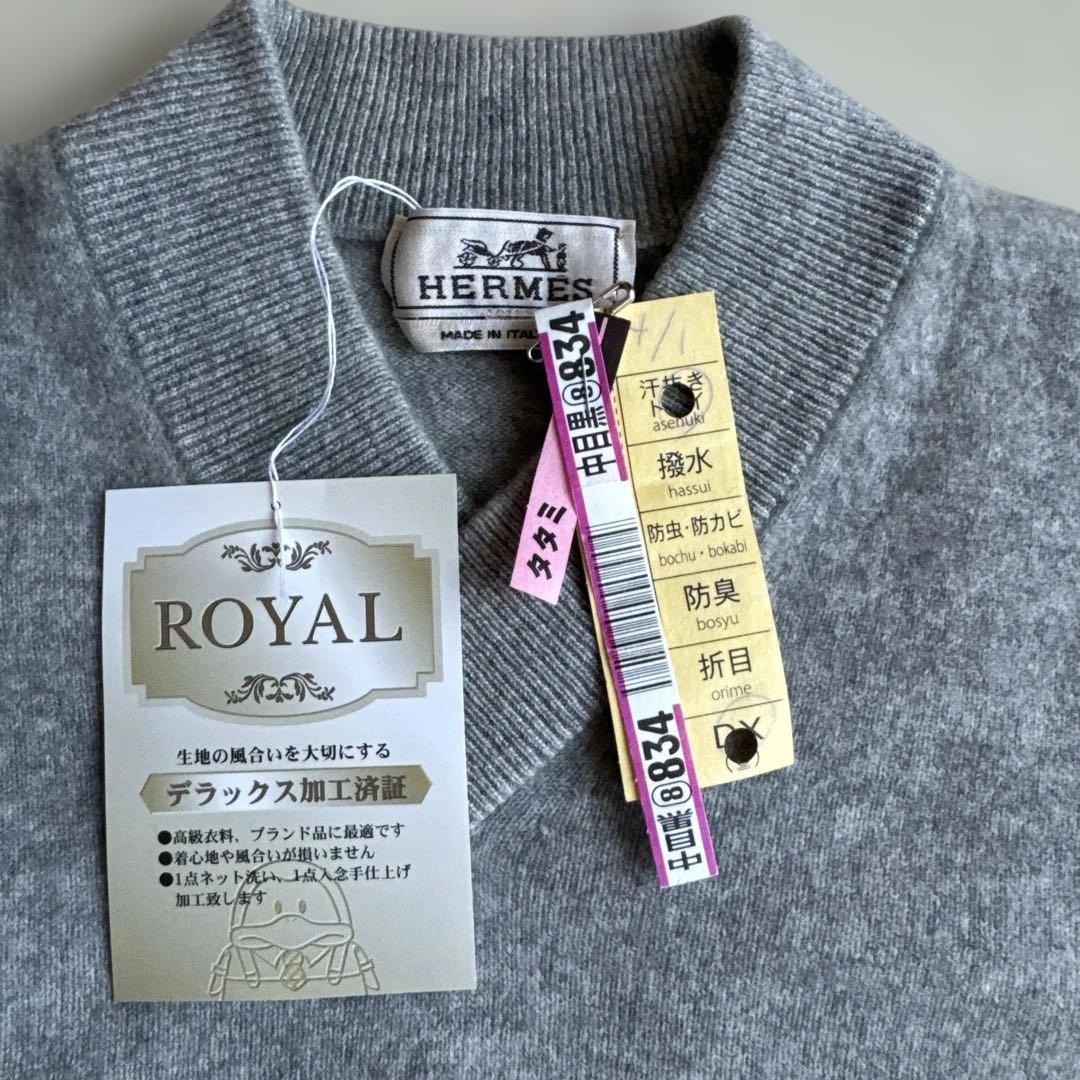 HERMES
MADE IN ITAL
ROYAL
生地の風合いを大切にする
デラックス加工済証
●高級衣料、ブランド品に最適です
●着心地や風合いが損いません
●1点ネット洗い、1点入念手仕上げ
加工致します
タタミ
中目黒⑧834
中目黒⑧834
4/1
汗抜き
asenuki
撥水
hassui
防虫・防カビ
bochu・bokabi
防臭
bosyu
折目
orime
DX